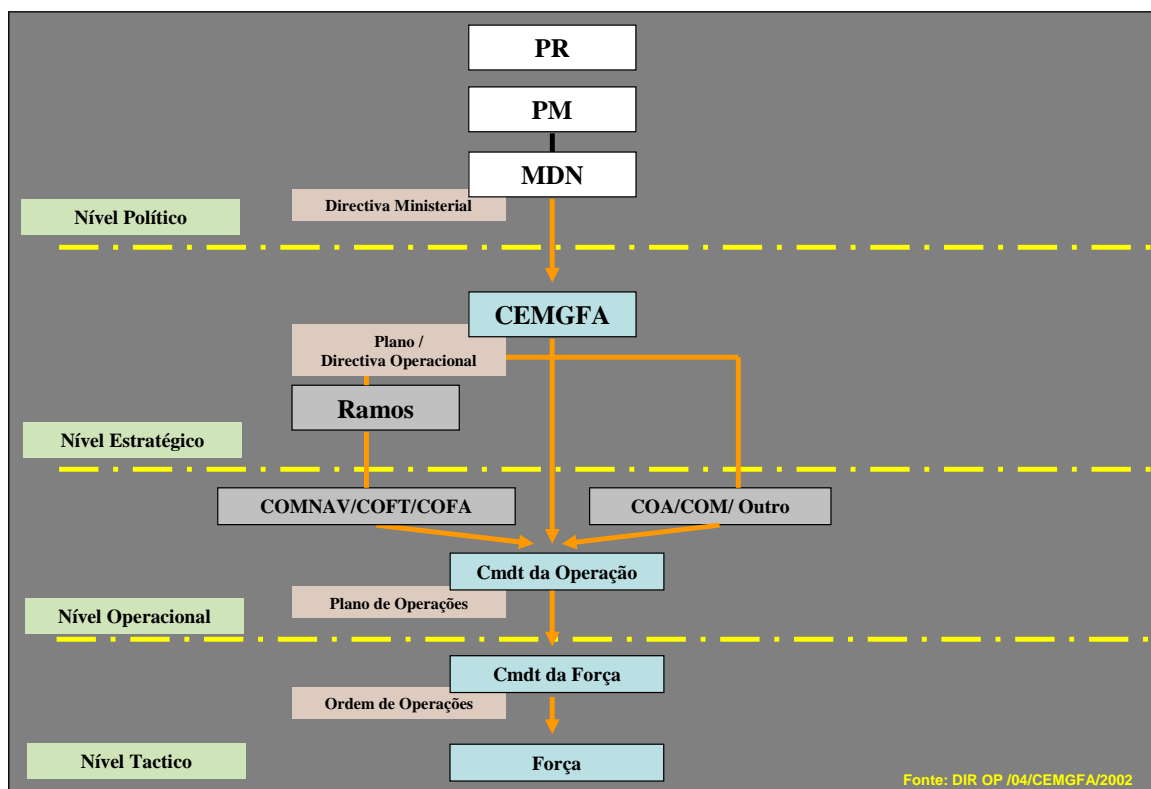 PR
PM
MDN
Directiva Ministerial
Nível Político
CEMGFA
Plano /
Directiva Operacional
Ramos
Nível Estratégico
COMNAV/COFT/COFA
COA/COM/ Outro
Cmdt da Operação
Plano de Operações
Nível Operacional
Cmdt da Força
Ordem de Operações
Nível Tactico
Força
Fonte: DIR OP /04/CEMGFA/2002